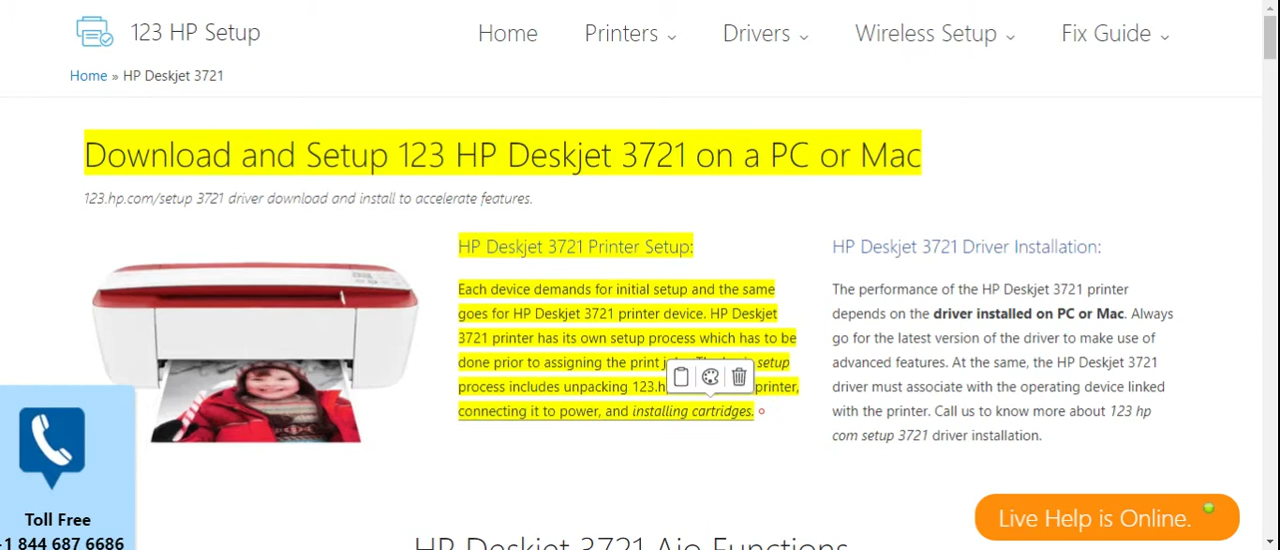 123 HP Setup
Home
Printers
Drivers
Wireless Setup
Fix Guide
Home » HP Deskjet 3721
Download and Setup 123 HP Deskjet 3721 on a PC or Mac
123.hp.com/setup 3721 driver download and install to accelerate features.
HP Deskjet 3721 Printer Setup:
Each device demands for initial setup and the same
goes for HP Deskjet 3721 printer device. HP Deskjet
3721 printer has its own setup process which has to be
done prior to assigning the print setup
process includes unpacking 123.h printer,
connecting it to power, and installing cartridges.
HP Deskjet 3721 Driver Installation:
The performance of the HP Deskjet 3721 printer
depends on the driver installed on PC or Mac. Always
go for the latest version of the driver to make use of
advanced features. At the same, the HP Deskjet 3721
driver must associate with the operating device linked
with the printer. Call us to know more about 123 hp
com setup 3721 driver installation.
Toll Free
+1 844 687 6686
Live Help is Online.
HP Deskjet 3721 Aio Functions